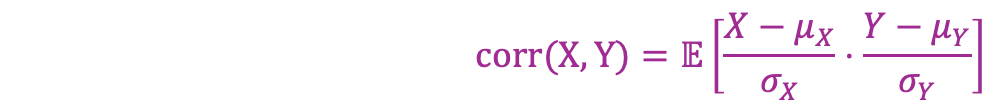 corr(X, Y) = 𝔼 [ (X − μ_X)/σ_X · (Y − μ_Y)/σ_Y ]